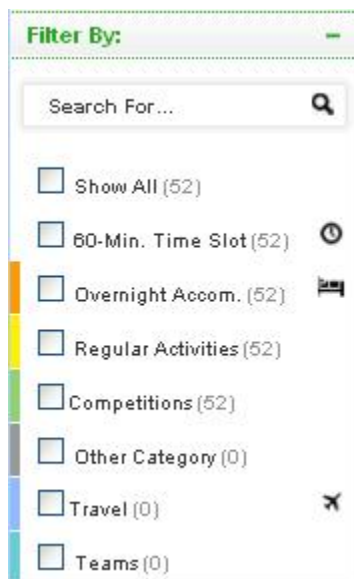 Filter By:
Search For...
Show All (52)
60-Min. Time Slot (52)
Overnight Accom. (52)
Regular Activities (52)
Competitions (52)
Other Category (0)
Travel (0)
Teams (0)